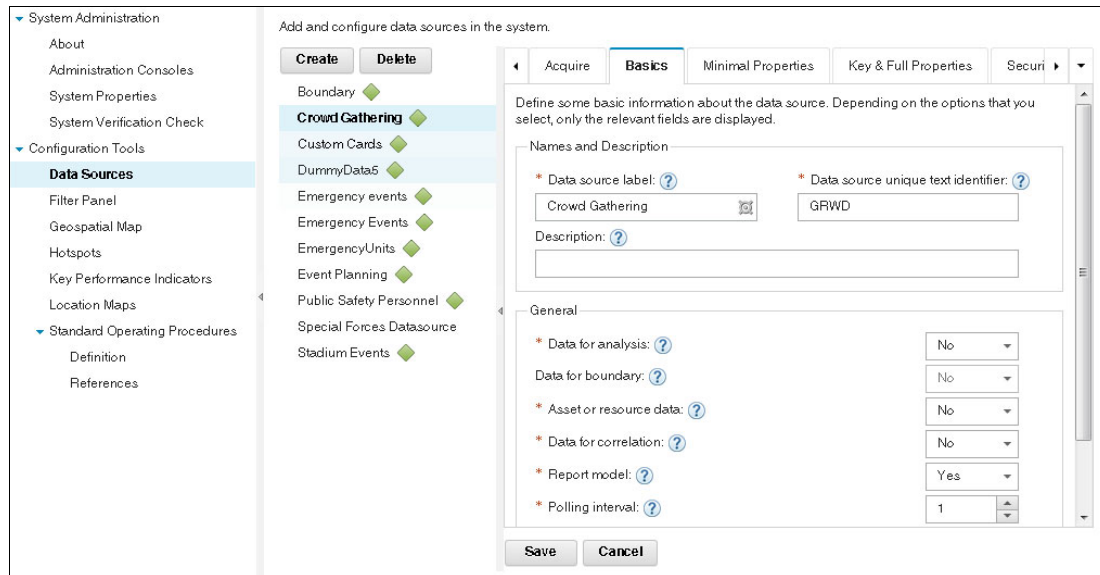 System Administration
About
Administration Consoles
System Properties
System Verification Check
Configuration Tools
Data Sources
Filter Panel
Geospatial Map
Hotspots
Key Performance Indicators
Location Maps
Standard Operating Procedures
Definition
References
Add and configure data sources in the system.
Create Delete
Boundary
Crowd Gathering
Custom Cards
DummyData5
Emergency events
Emergency Events
EmergencyUnits
Event Planning
Public Safety Personnel
Special Forces Datasource
Stadium Events
Acquire Basics Minimal Properties Key & Full Properties Securi
Define some basic information about the data source. Depending on the options that you
select, only the relevant fields are displayed.
Names and Description
* Data source label: ? * Data source unique text identifier: ?
Crowd Gathering GRWD
Description: ?
General
* Data for analysis: ? No
Data for boundary: ? No
* Asset or resource data: ? No
* Data for correlation: ? No
* Report model: ? Yes
* Polling interval: ? 1
Save Cancel